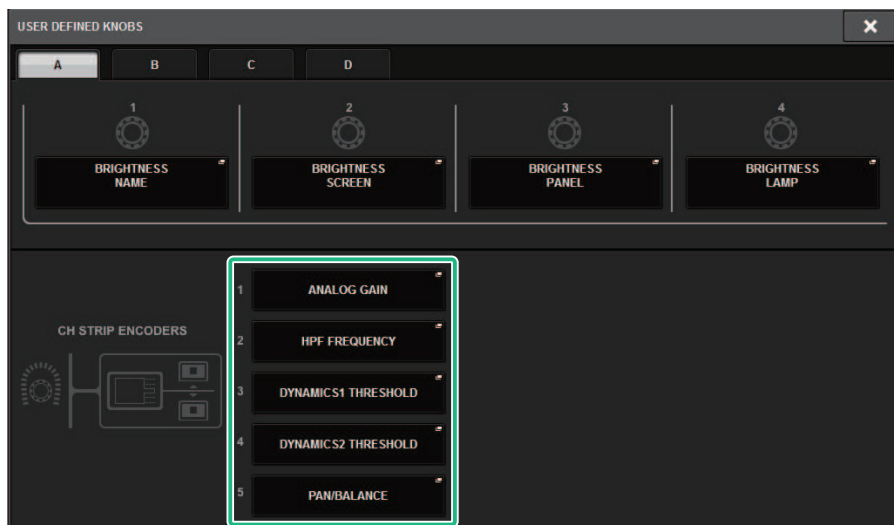 USER DEFINED KNOBS
A B C D
1 2 3 4
BRIGHTNESS BRIGHTNESS BRIGHTNESS BRIGHTNESS
NAME SCREEN PANEL LAMP
1 ANALOG GAIN
CH STRIP ENCODERS
2 HPF FREQUENCY
3 DYNAMICS1 THRESHOLD
4 DYNAMICS2 THRESHOLD
5 PAN/BALANCE